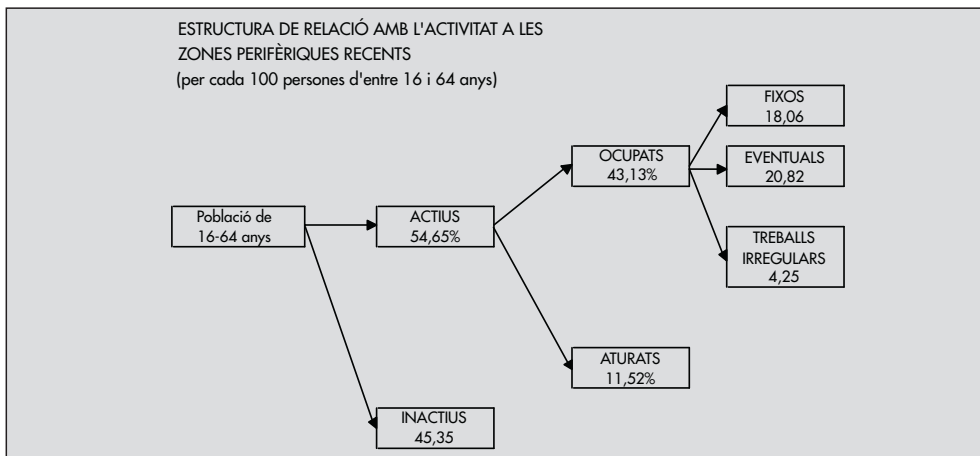 ESTRUCTURA DE RELACIÓ AMB L'ACTIVITAT A LES
ZONES PERIFÈRIQUES RECENTS
(per cada 100 persones d'entre 16 i 64 anys)
Població de
16-64 anys
ACTIUS
54,65%
INACTIUS
45,35
OCUPATS
43,13%
ATURATS
11,52%
FIXOS
18,06
EVENTUALS
20,82
TREBALLS
IRREGULARS
4,25